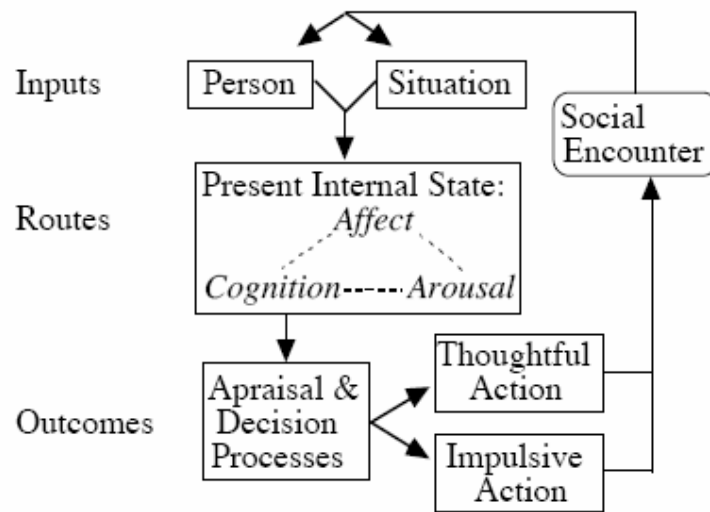 Inputs
Person
Situation
Social
Encounter
Routes
Present Internal State:
Affect
Cognition
Arousal
Outcomes
Apraisal &
Decision
Processes
Thoughtful
Action
Impulsive
Action